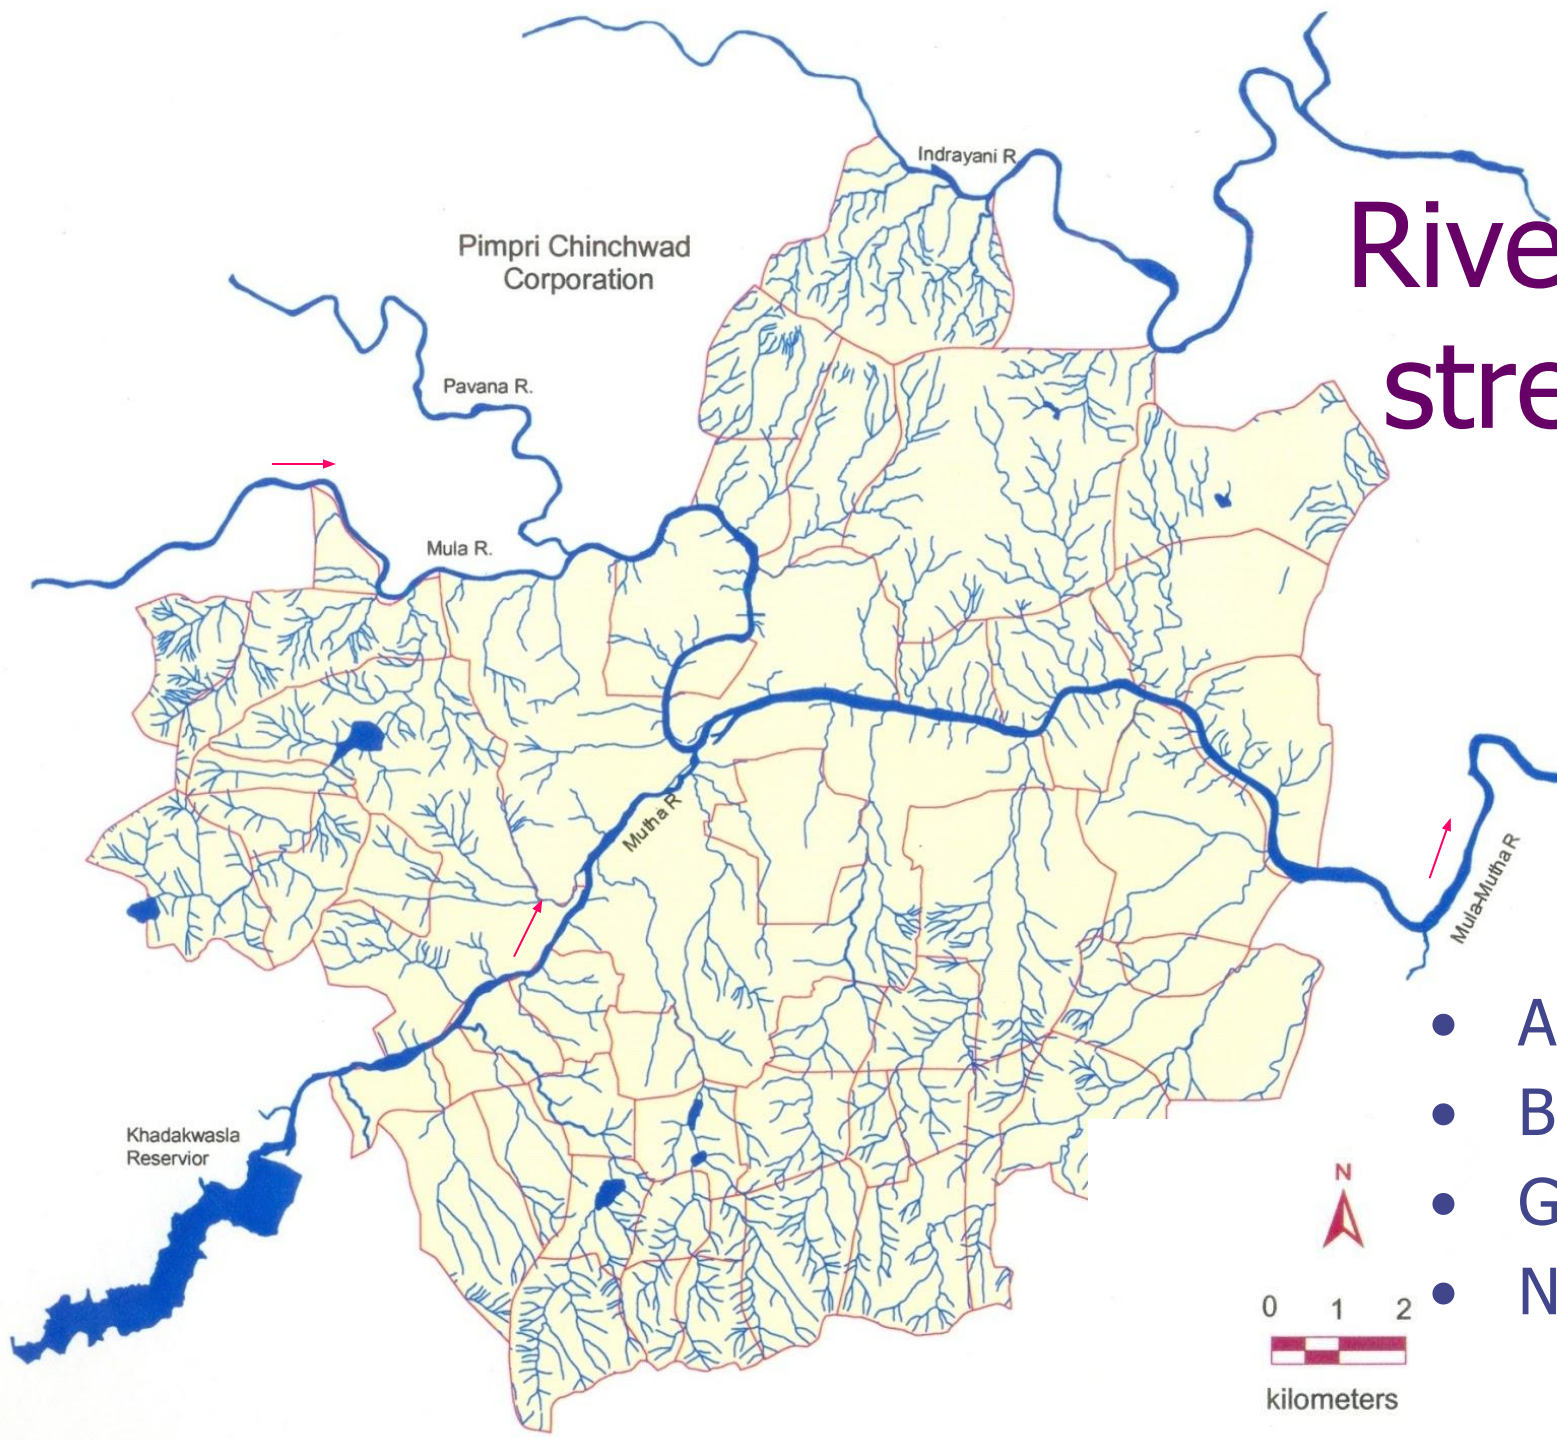 Indrayani R
Pimpri Chinchwad
Corporation
Rive
stre
Pavana R.
Mula R.
Mutha R
Mula-Mutha R
• A
• B
• G
• N
Khadakwasla
Reservior
N
0 1 2
kilometers